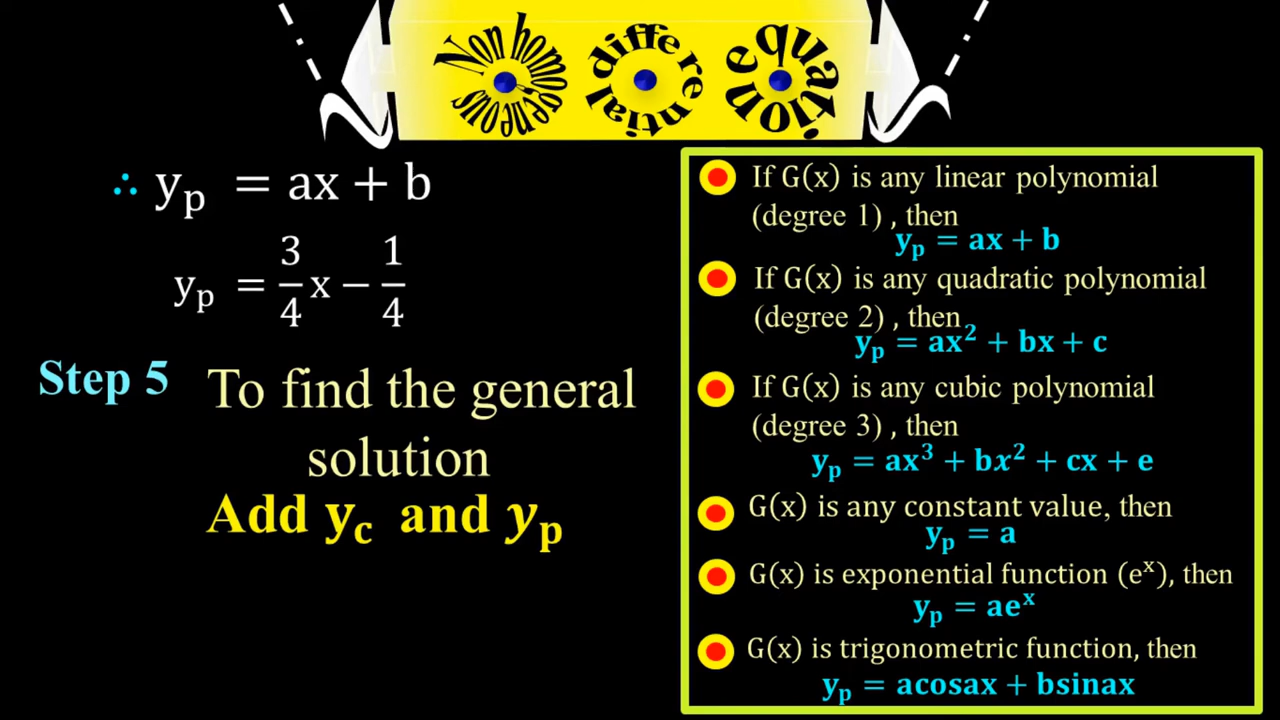 Non homogeneous differential equation
∴ yₚ = ax + b
yₚ = 3/4 x − 1/4
Step 5 To find the general
solution
Add y_c and yₚ
If G(x) is any linear polynomial
(degree 1) , then
yₚ = ax + b
If G(x) is any quadratic polynomial
(degree 2) , then
yₚ = ax² + bx + c
If G(x) is any cubic polynomial
(degree 3) , then
yₚ = ax³ + bx² + cx + e
G(x) is any constant value, then
yₚ = a
G(x) is exponential function (eˣ), then
yₚ = aeˣ
G(x) is trigonometric function, then
yₚ = acosax + bsinax